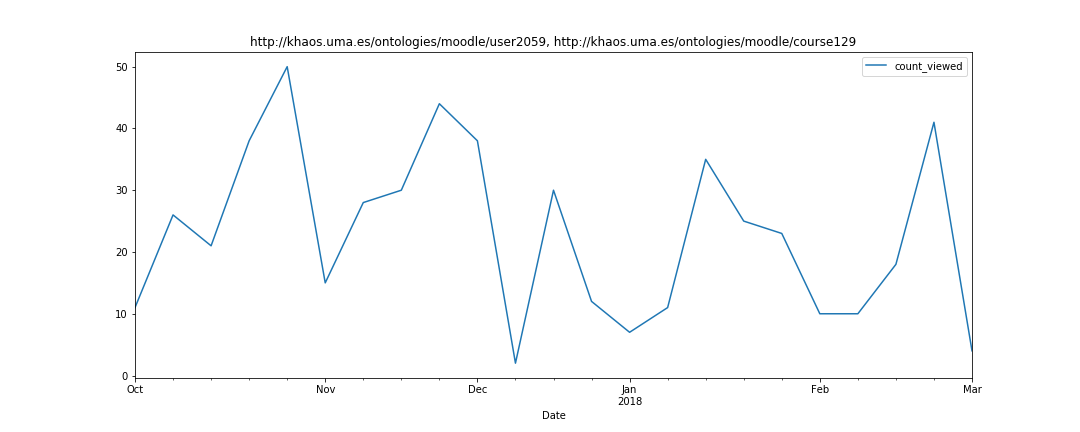 http://khaos.uma.es/ontologies/moodle/user2059, http://khaos.uma.es/ontologies/moodle/course129
count_viewed
50
40
30
20
10
0
Oct Nov Dec Jan Feb Mar
2018
Date